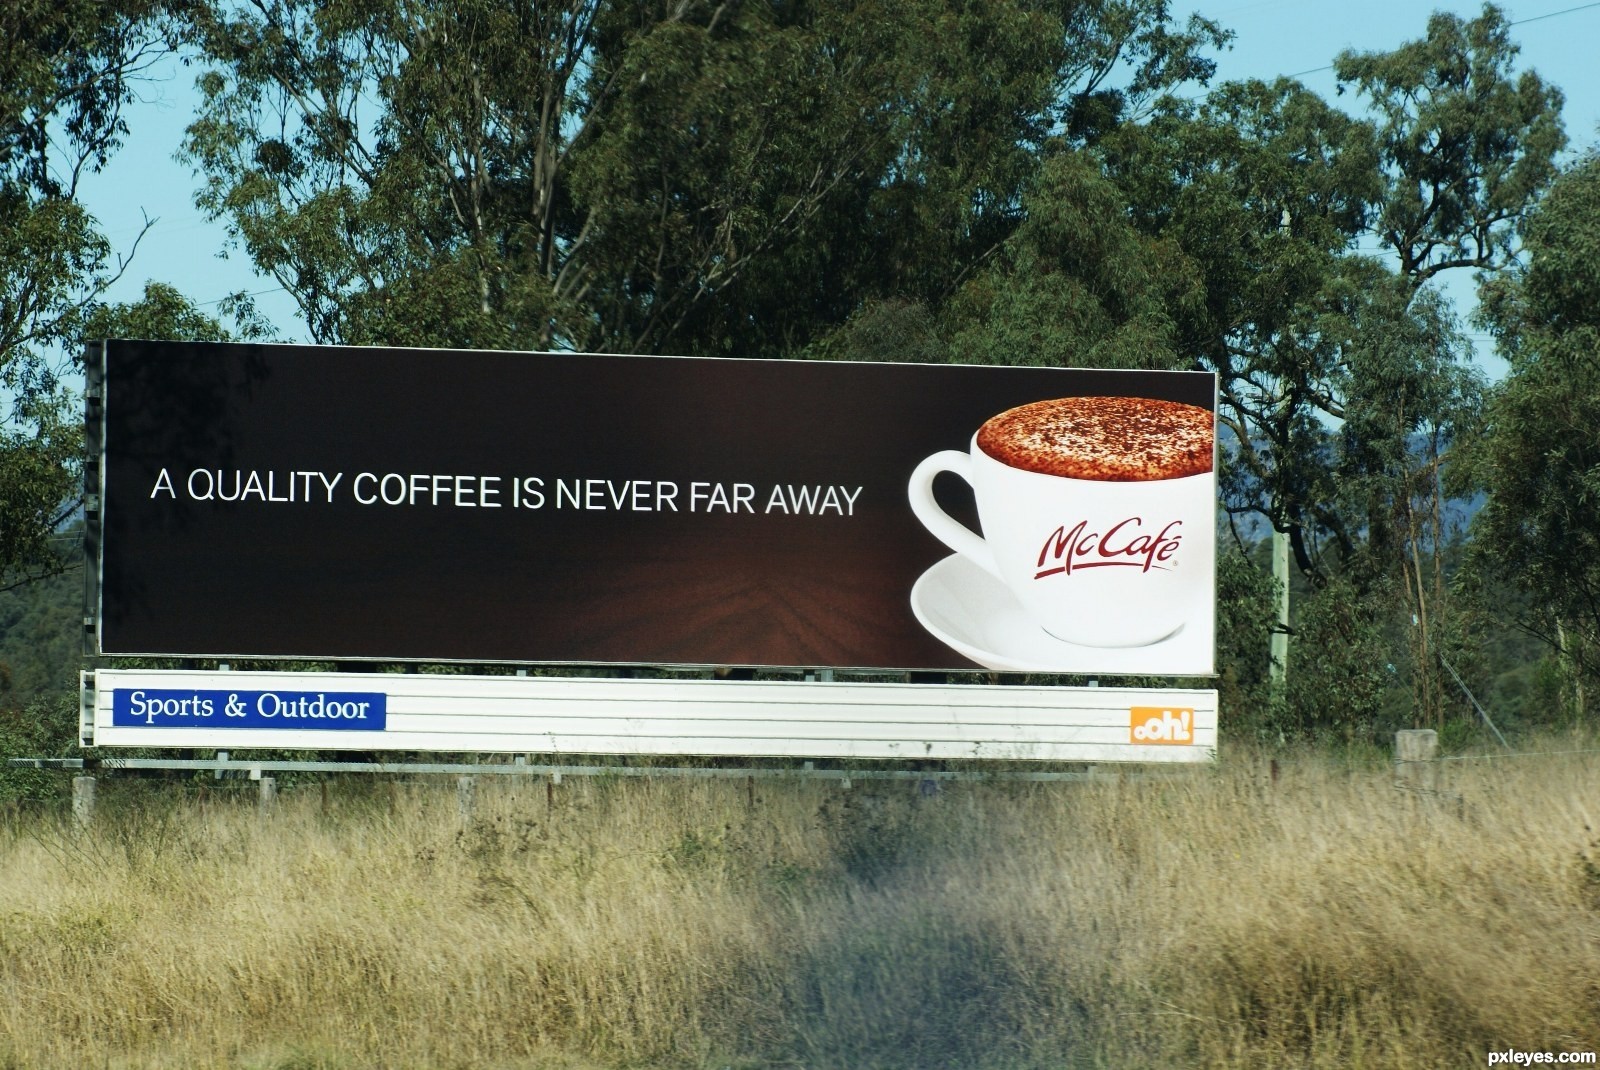 A QUALITY COFFEE IS NEVER FAR AWAY
McCafé®
Sports & Outdoor
ooh!
pxleyes.com